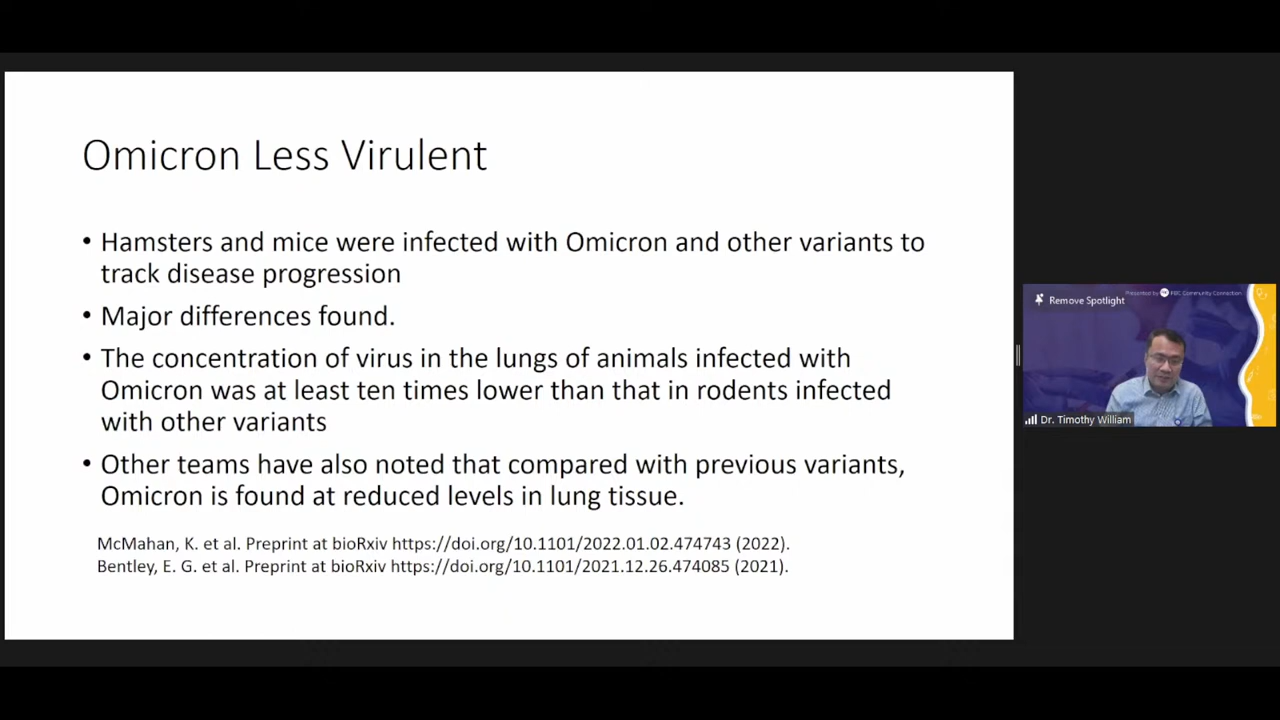 Omicron Less Virulent
• Hamsters and mice were infected with Omicron and other variants to
track disease progression
• Major differences found.
• The concentration of virus in the lungs of animals infected with
Omicron was at least ten times lower than that in rodents infected
with other variants
• Other teams have also noted that compared with previous variants,
Omicron is found at reduced levels in lung tissue.
McMahan, K. et al. Preprint at bioRxiv https://doi.org/10.1101/2022.01.02.474743 (2022).
Bentley, E. G. et al. Preprint at bioRxiv https://doi.org/10.1101/2021.12.26.474085 (2021).
Presented by
Community Connection
Remove Spotlight
Dr. Timothy William